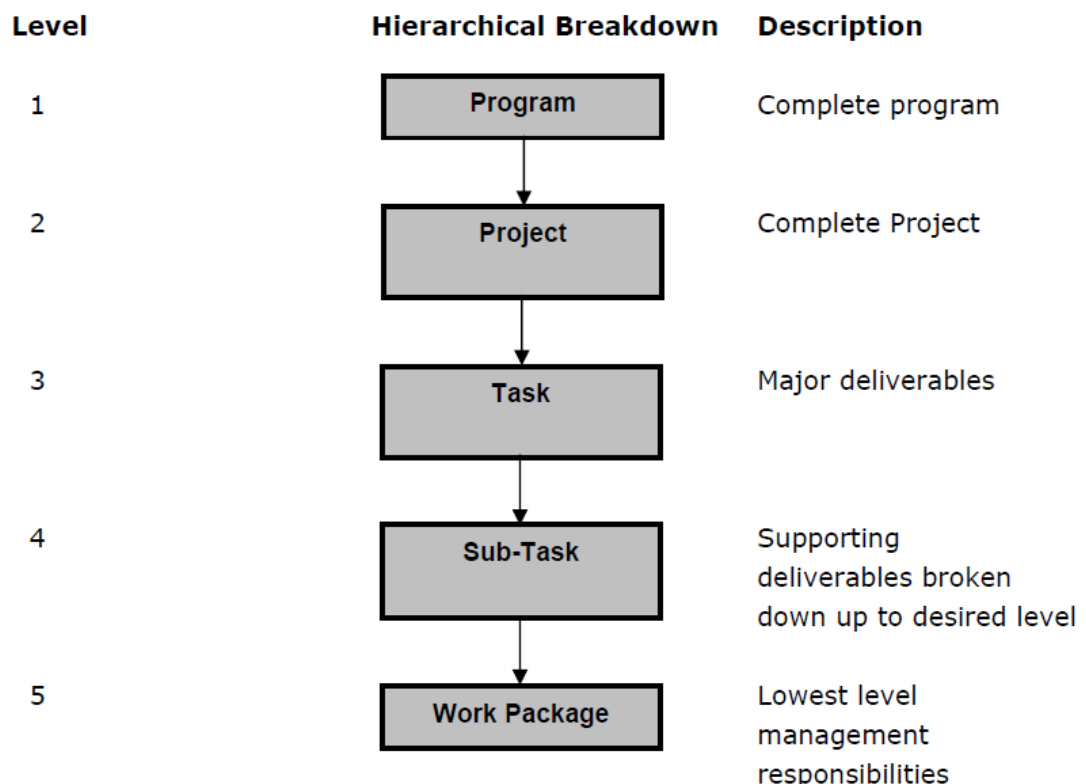 Level Hierarchical Breakdown Description
1 Program Complete program
2 Project Complete Project
3 Task Major deliverables
4 Sub-Task Supporting
deliverables broken
down up to desired level
5 Work Package Lowest level
management
responsibilities